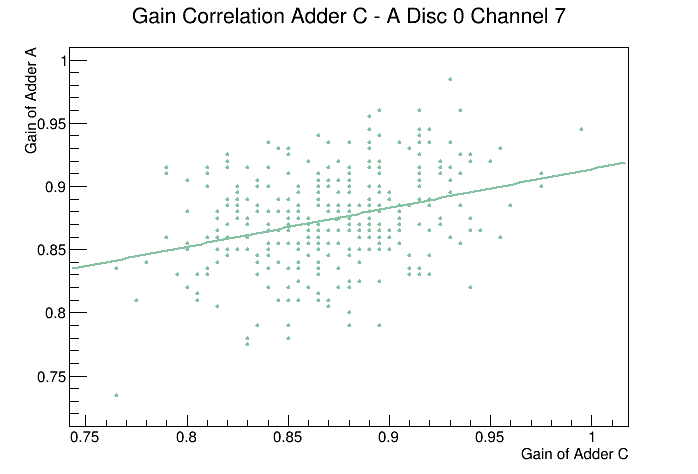 Gain Correlation Adder C - A Disc 0 Channel 7
Gain of Adder A
1
0.95
0.9
0.85
0.8
0.75
0.75 0.8 0.85 0.9 0.95 1
Gain of Adder C